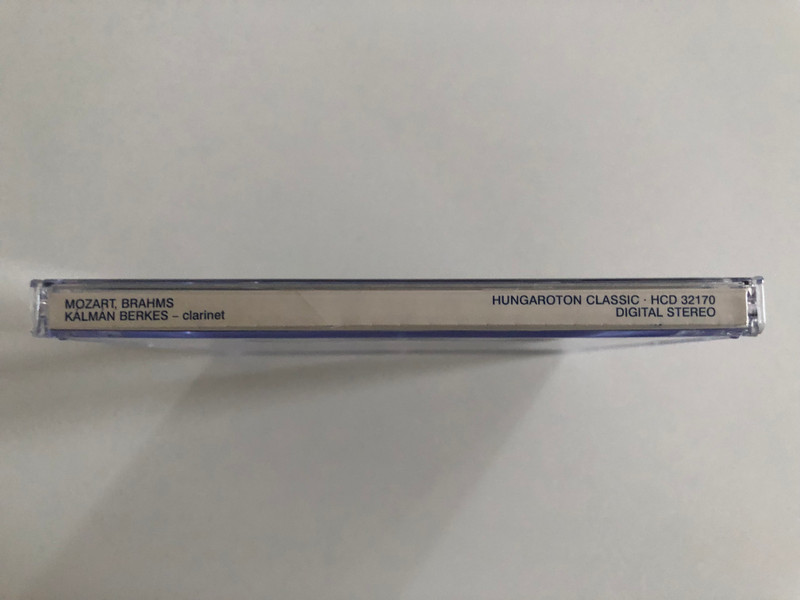 MOZART, BRAHMS
KÁLMÁN BERKES – clarinet
HUNGAROTON CLASSIC · HCD 32170
DIGITAL STEREO